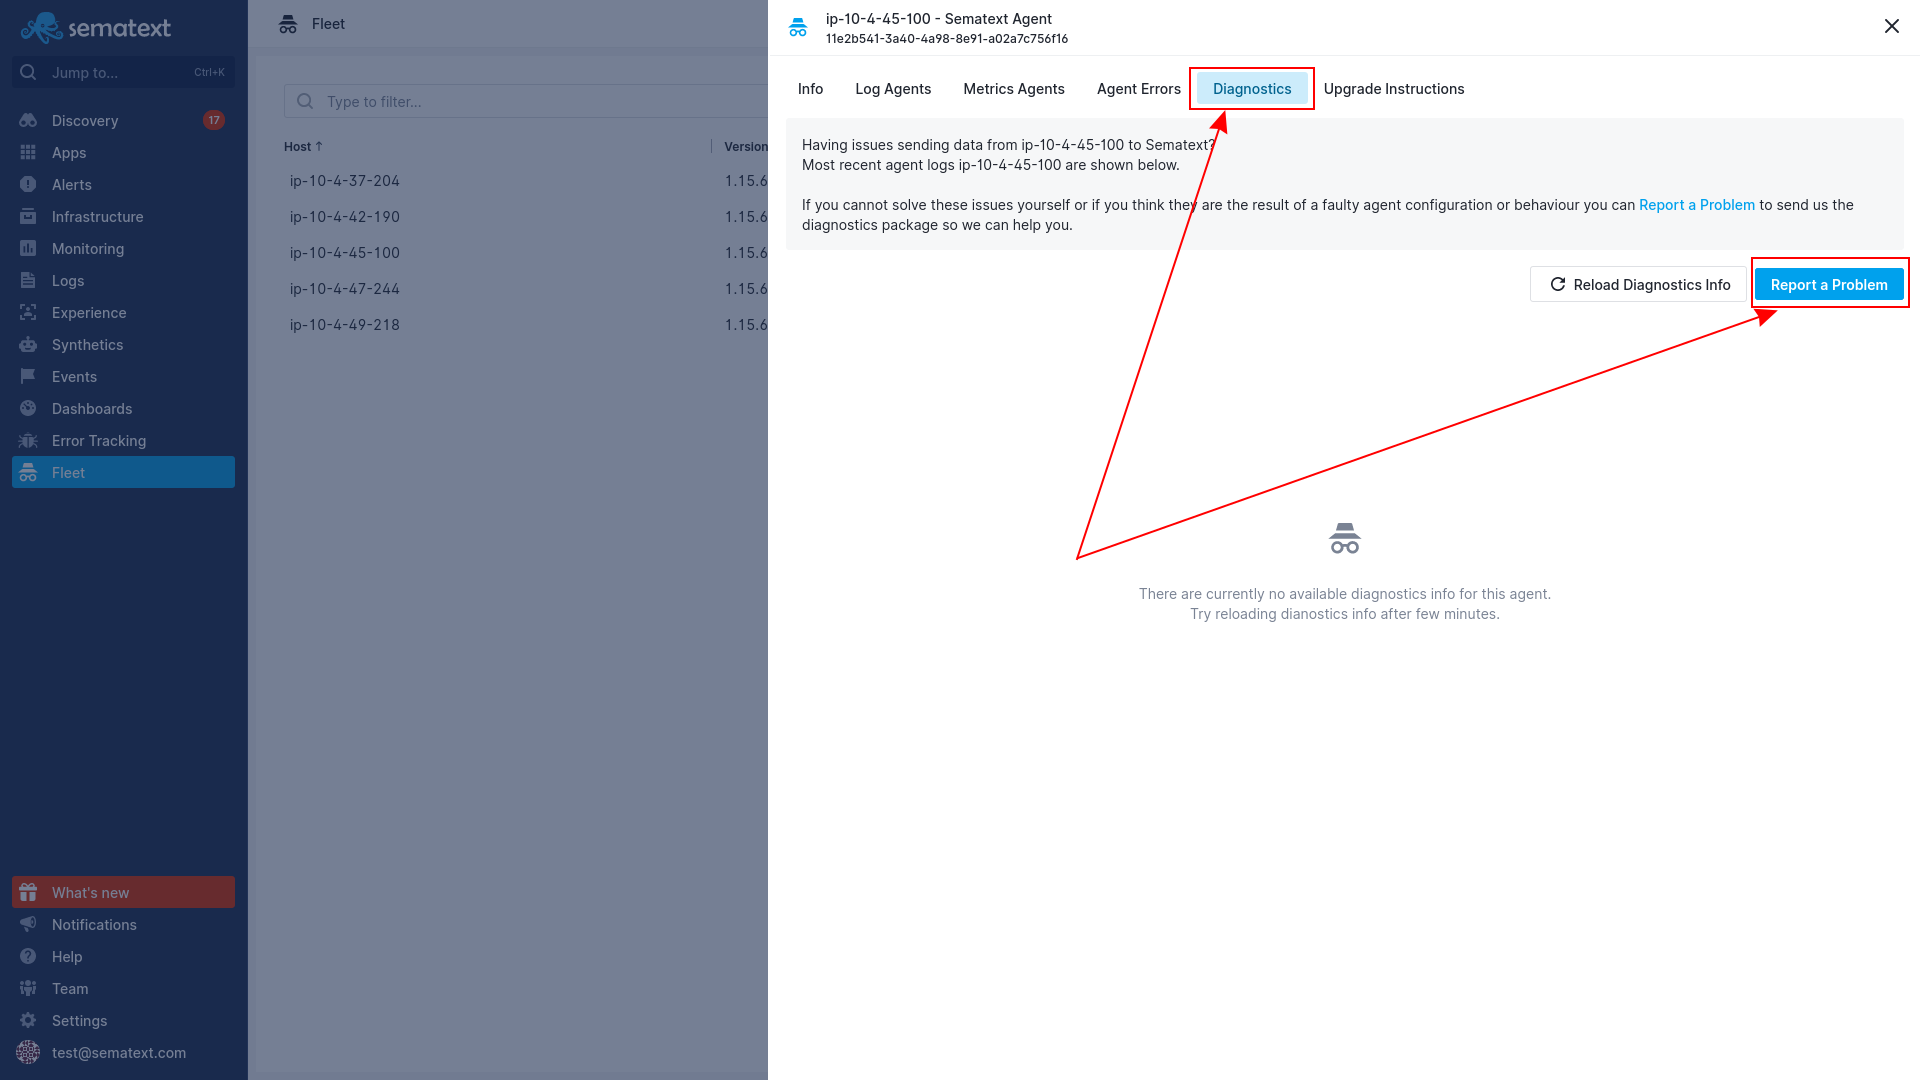 sematext
Jump to... Ctrl+K
Discovery 17
Apps
Alerts
Infrastructure
Monitoring
Logs
Experience
Synthetics
Events
Dashboards
Error Tracking
Fleet
What's new
Notifications
Help
Team
Settings
test@sematext.com
Fleet
Type to filter...
Host ↑ Version
ip-10-4-37-204 1.15.6
ip-10-4-42-190 1.15.6
ip-10-4-45-100 1.15.6
ip-10-4-47-244 1.15.6
ip-10-4-49-218 1.15.6
ip-10-4-45-100 - Sematext Agent
11e2b541-3a40-4a98-8e91-a02a7c756f16
Info Log Agents Metrics Agents Agent Errors Diagnostics Upgrade Instructions
Having issues sending data from ip-10-4-45-100 to Sematext?
Most recent agent logs ip-10-4-45-100 are shown below.
If you cannot solve these issues yourself or if you think they are the result of a faulty agent configuration or behaviour you can Report a Problem to send us the
diagnostics package so we can help you.
Reload Diagnostics Info Report a Problem
There are currently no available diagnostics info for this agent.
Try reloading dianostics info after few minutes.